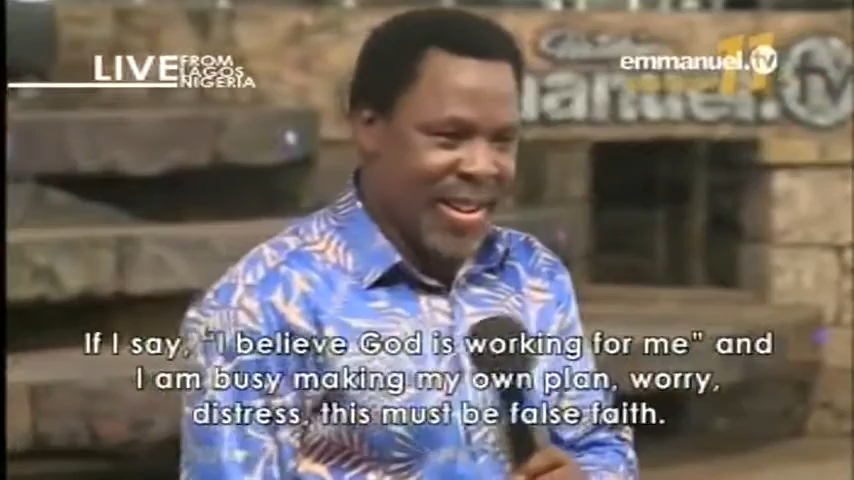 LIVE FROM
LAGOS
NIGERIA
emmanuel.tv
If I say, "I believe God is working for me" and
I am busy making my own plan, worry,
distress, this must be false faith.